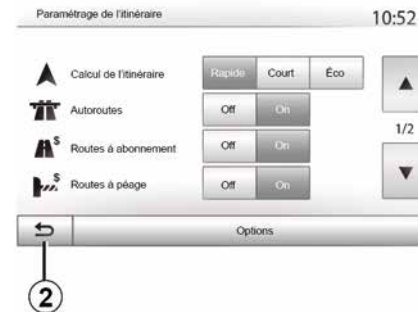 Paramétrage de l'itinéraire 10:52
Calcul de l'itinéraire Rapide Court Éco
Autoroutes Off On
1/2
Routes à abonnement Off On
Routes à péage Off On
Options
2